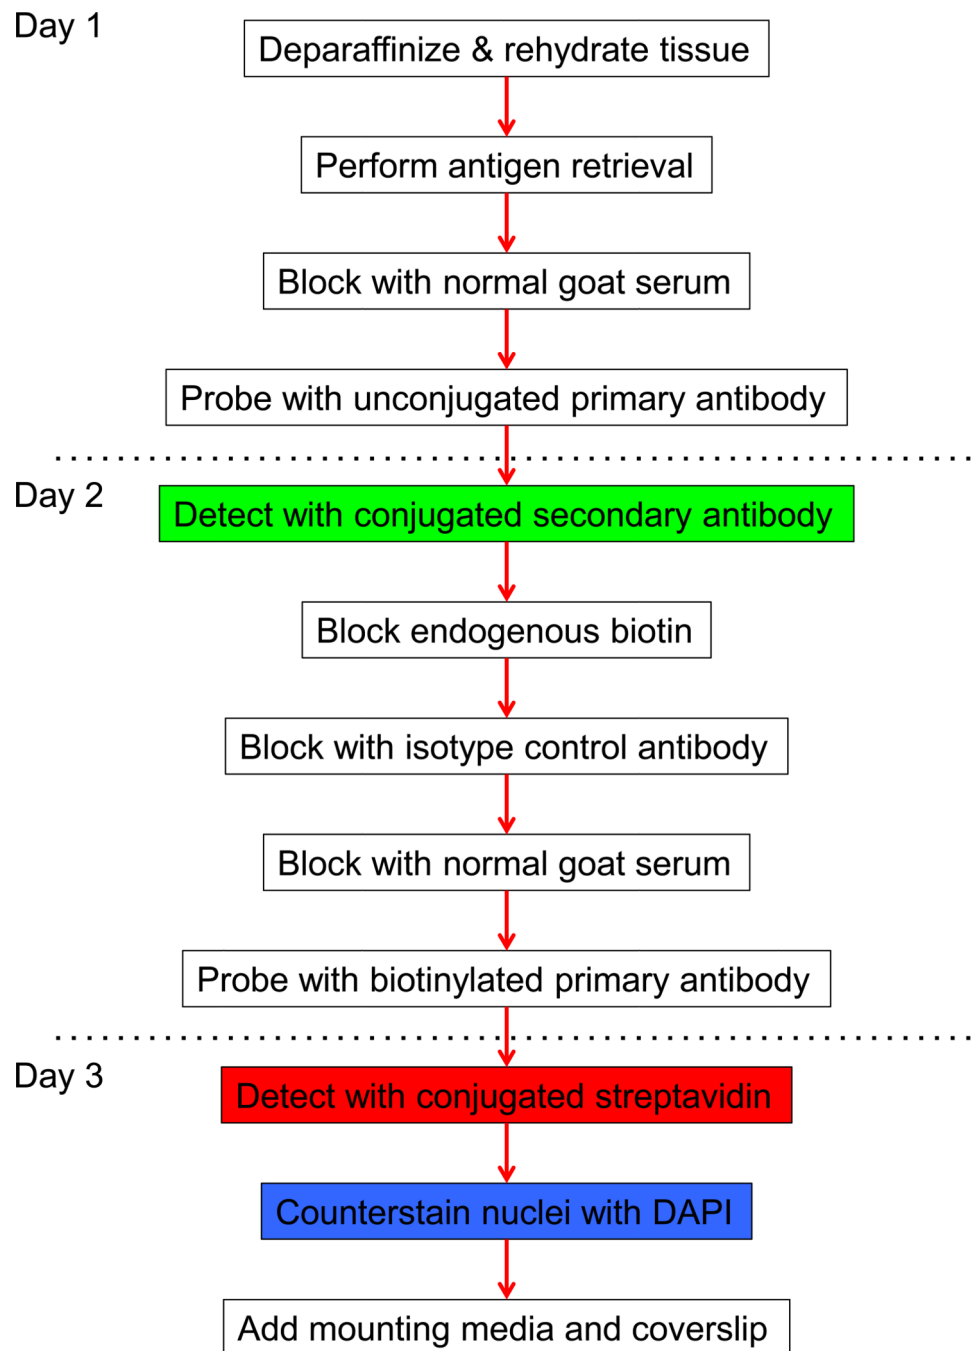 Day 1
Deparaffinize & rehydrate tissue
Perform antigen retrieval
Block with normal goat serum
Probe with unconjugated primary antibody
Day 2
Detect with conjugated secondary antibody
Block endogenous biotin
Block with isotype control antibody
Block with normal goat serum
Probe with biotinylated primary antibody
Day 3
Detect with conjugated streptavidin
Counterstain nuclei with DAPI
Add mounting media and coverslip